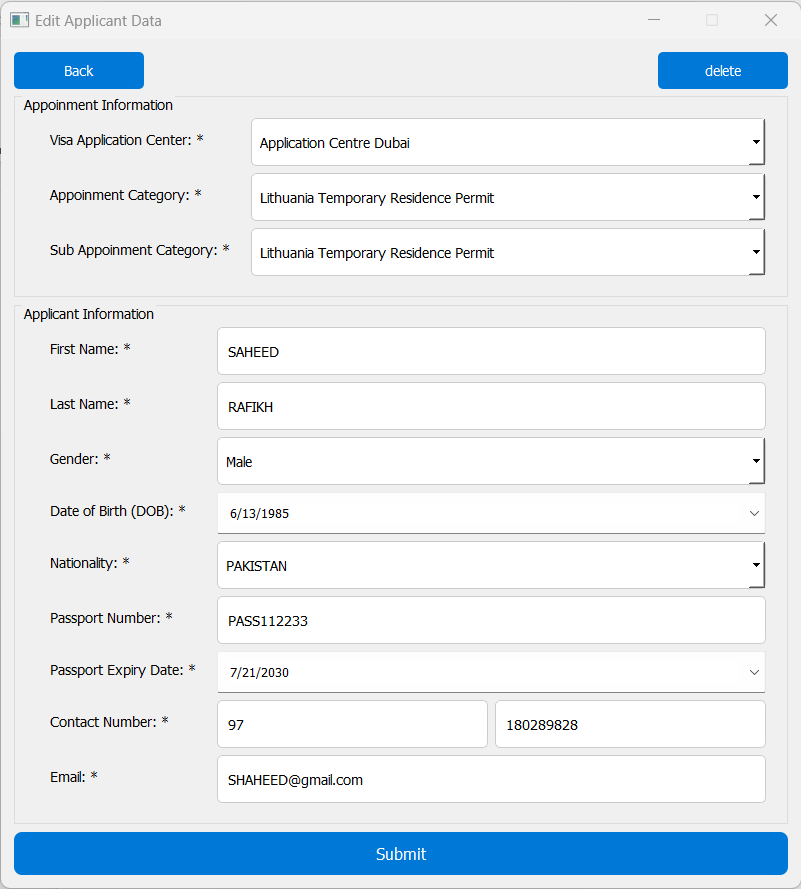 Edit Applicant Data
Back delete
Appoinment Information
Visa Application Center: * Application Centre Dubai
Appoinment Category: * Lithuania Temporary Residence Permit
Sub Appoinment Category: * Lithuania Temporary Residence Permit
Applicant Information
First Name: * SAHEED
Last Name: * RAFIKH
Gender: * Male
Date of Birth (DOB): * 6/13/1985
Nationality: * PAKISTAN
Passport Number: * PASS112233
Passport Expiry Date: * 7/21/2030
Contact Number: * 97 180289828
Email: * SHAHEED@gmail.com
Submit